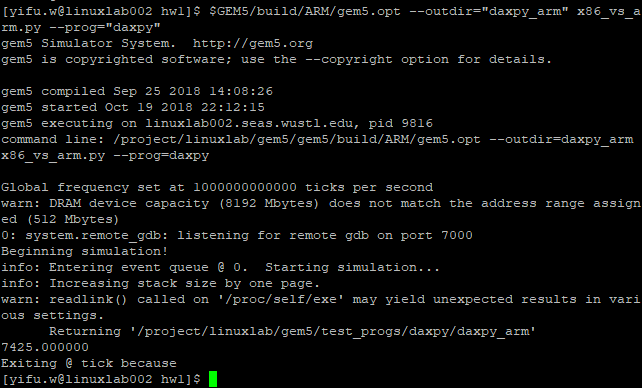 [yifu.w@linuxlab002 hw1]$ $GEM5/build/ARM/gem5.opt --outdir="daxpy_arm" x86_vs_a
rm.py --prog="daxpy"
gem5 Simulator System.  http://gem5.org
gem5 is copyrighted software; use the --copyright option for details.

gem5 compiled Sep 25 2018 14:08:26
gem5 started Oct 19 2018 22:12:15
gem5 executing on linuxlab002.seas.wustl.edu, pid 9816
command line: /project/linuxlab/gem5/gem5/build/ARM/gem5.opt --outdir=daxpy_arm
x86_vs_arm.py --prog=daxpy

Global frequency set at 1000000000000 ticks per second
warn: DRAM device capacity (8192 Mbytes) does not match the address range assign
ed (512 Mbytes)
0: system.remote_gdb: listening for remote gdb on port 7000
Beginning simulation!
info: Entering event queue @ 0.  Starting simulation...
info: Increasing stack size by one page.
warn: readlink() called on '/proc/self/exe' may yield unexpected results in vari
ous settings.
      Returning '/project/linuxlab/gem5/test_progs/daxpy/daxpy_arm'
7425.000000
Exiting @ tick because
[yifu.w@linuxlab002 hw1]$